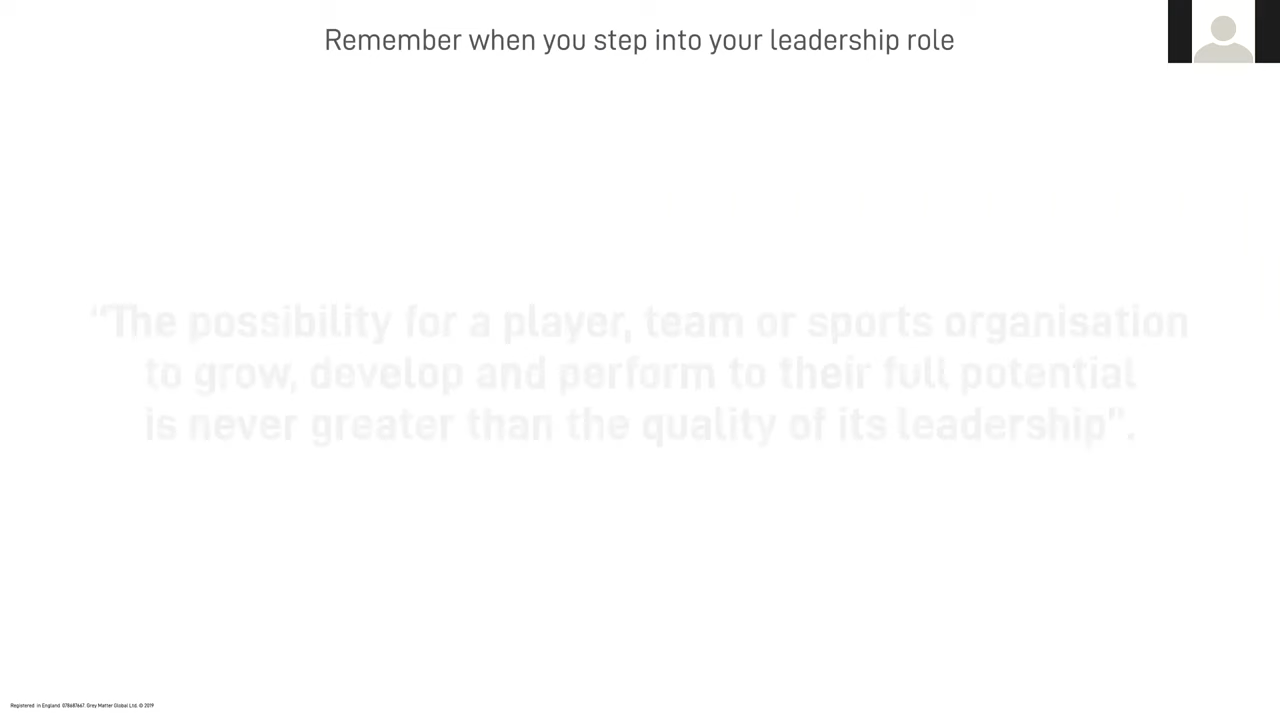 Remember when you step into your leadership role
"The possibility for a player, team or sports organisation
to grow, develop and perform to their full potential
is never greater than the quality of its leadership".
Registered in England 078687667 .Grey Matter Global Ltd. © 2019